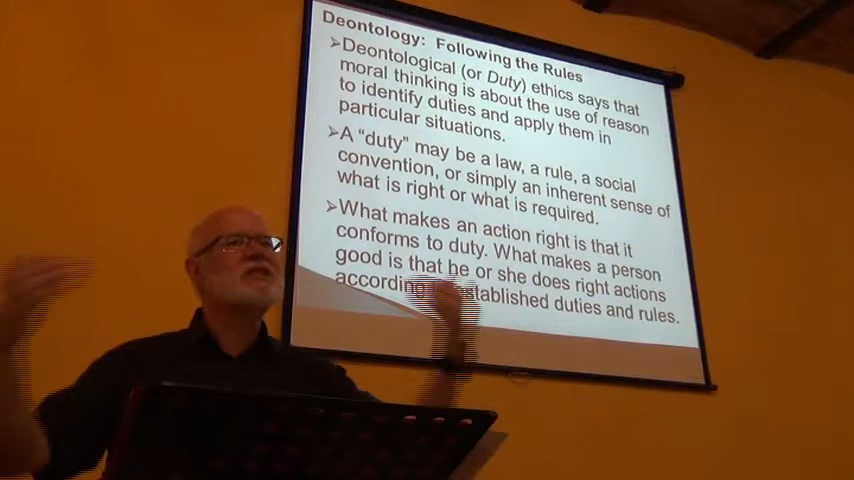 Deontology: Following the Rules
➢Deontological (or Duty) ethics says that
moral thinking is about the use of reason
to identify duties and apply them in
particular situations.
➢A “duty” may be a law, a rule, a social
convention, or simply an inherent sense of
what is right or what is required.
➢What makes an action right is that it
conforms to duty. What makes a person
good is that he or she does right actions
according established duties and rules.